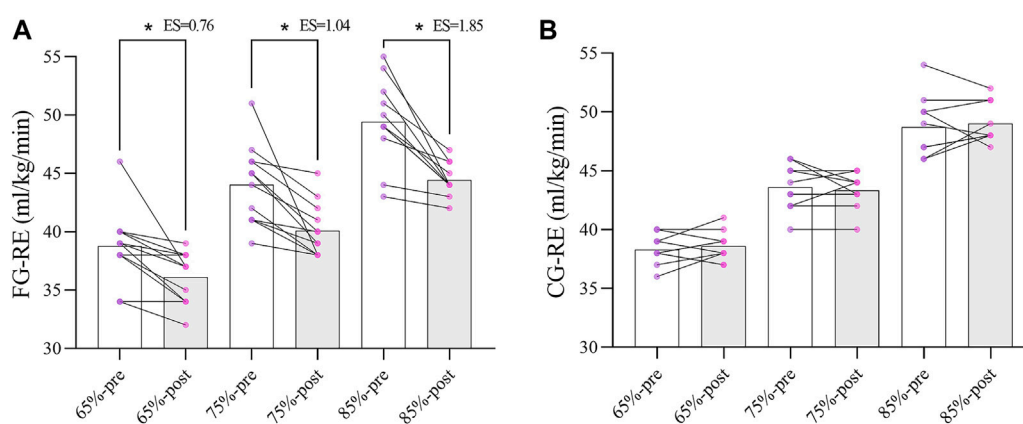 A
* ES=0.76
* ES=1.04
* ES=1.85
FG-RE (ml/kg/min)
55
50
45
40
35
30
65%-pre
65%-post
75%-pre
75%-post
85%-pre
85%-post
B
CG-RE (ml/kg/min)
55
50
45
40
35
30
65%-pre
65%-post
75%-pre
75%-post
85%-pre
85%-post